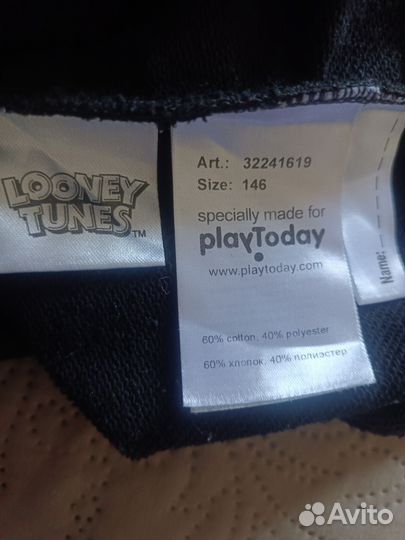 LOONEY
TUNES™
Art.: 32241619
Size: 146
specially made for
playToday
www.playtoday.com
60% cotton, 40% polyester
60% хлопок, 40% полиэстер
Name:
Avito